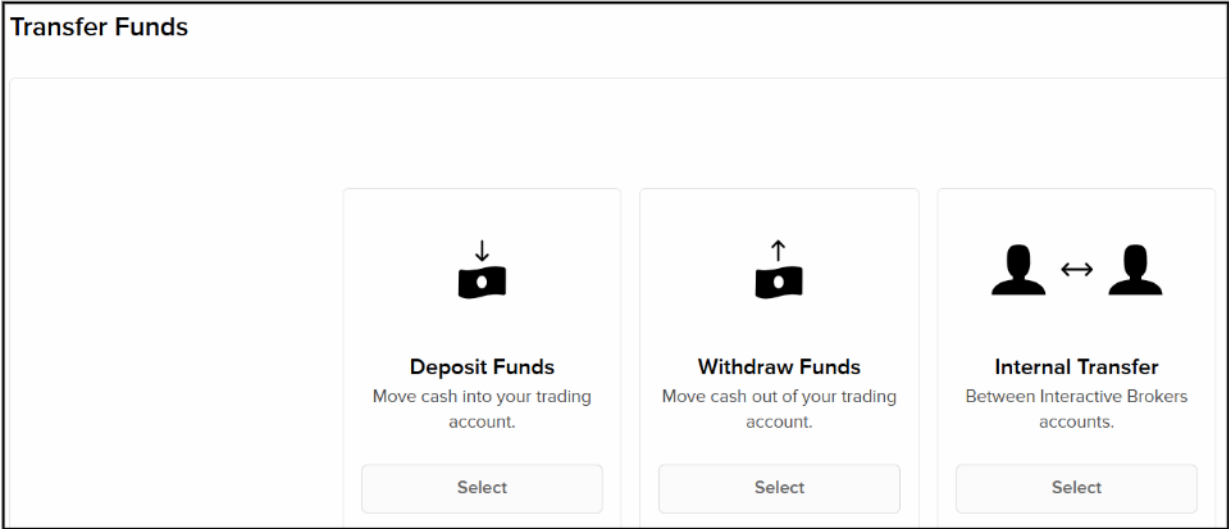 Transfer Funds
Deposit Funds
Move cash into your trading
account.
Select
Withdraw Funds
Move cash out of your trading
account.
Select
Internal Transfer
Between Interactive Brokers
accounts.
Select